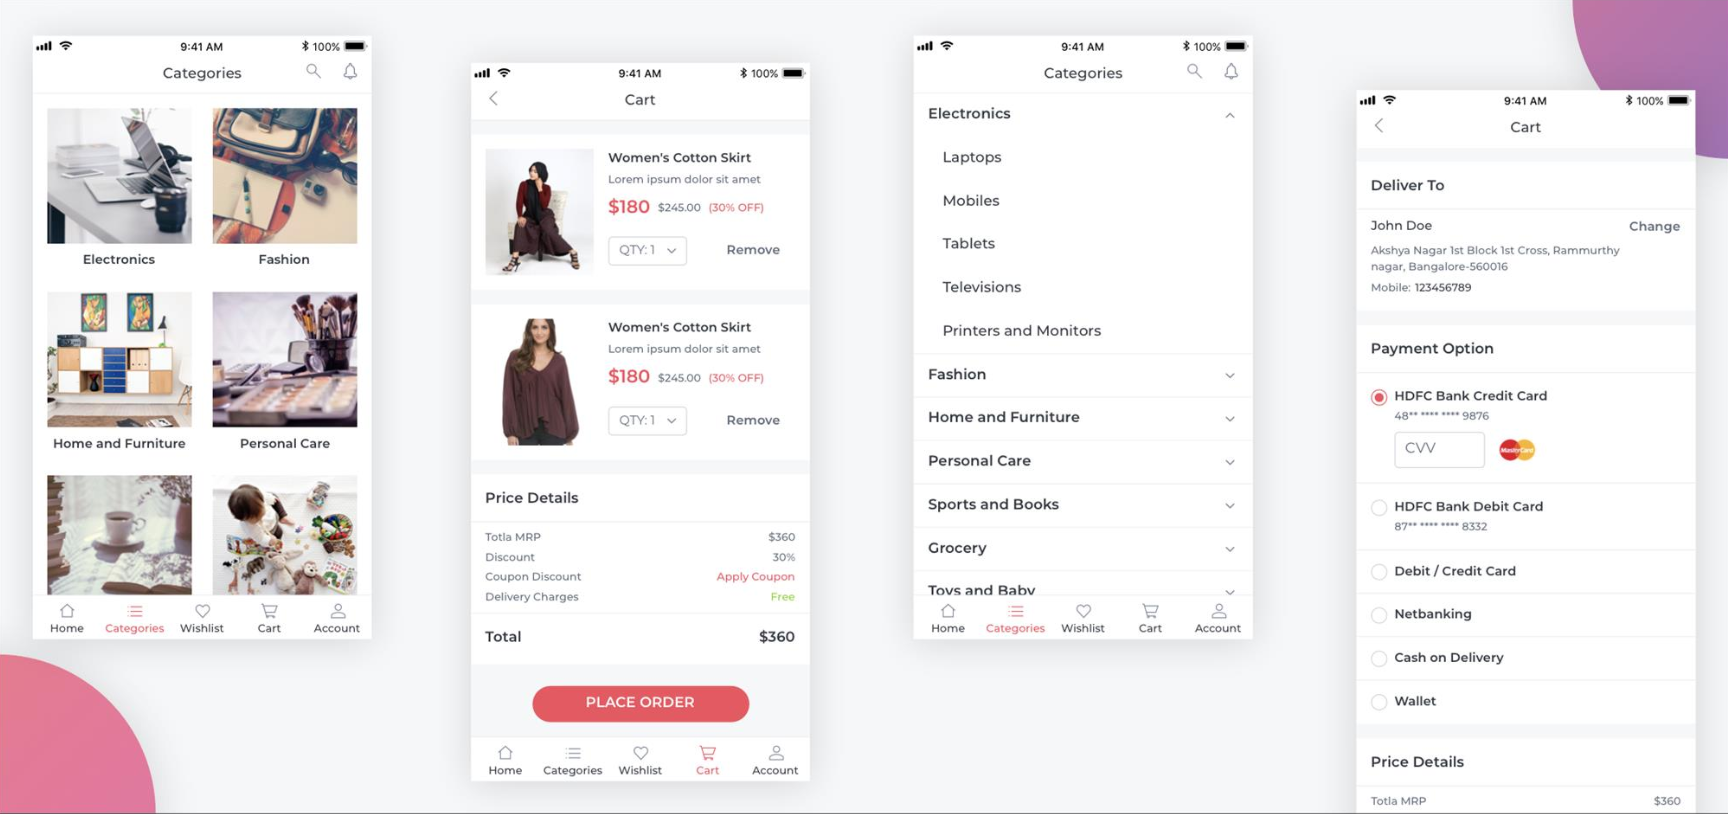 9:41 AM
100%
Categories
Electronics
Fashion
Home and Furniture
Personal Care
Home
Categories
Wishlist
Cart
Account
9:41 AM
100%
Cart
Women's Cotton Skirt
Lorem ipsum dolor sit amet
$180 $245.00 (30% OFF)
QTY: 1
Remove
Women's Cotton Skirt
Lorem ipsum dolor sit amet
$180 $245.00 (30% OFF)
QTY: 1
Remove
Price Details
Totla MRP $360
Discount 30%
Coupon Discount Apply Coupon
Delivery Charges Free
Total $360
PLACE ORDER
Home
Categories
Wishlist
Cart
Account
9:41 AM
100%
Categories
Electronics
Laptops
Mobiles
Tablets
Televisions
Printers and Monitors
Fashion
Home and Furniture
Personal Care
Sports and Books
Grocery
Toys and Baby
Home
Categories
Wishlist
Cart
Account
9:41 AM
100%
Cart
Deliver To
John Doe
Change
Akshya Nagar 1st Block 1st Cross, Rammurthy
nagar, Bangalore-560016
Mobile: 123456789
Payment Option
HDFC Bank Credit Card
48** **** **** 9876
CVV
MasterCard
HDFC Bank Debit Card
87** **** **** 8332
Debit / Credit Card
Netbanking
Cash on Delivery
Wallet
Price Details
Totla MRP $360